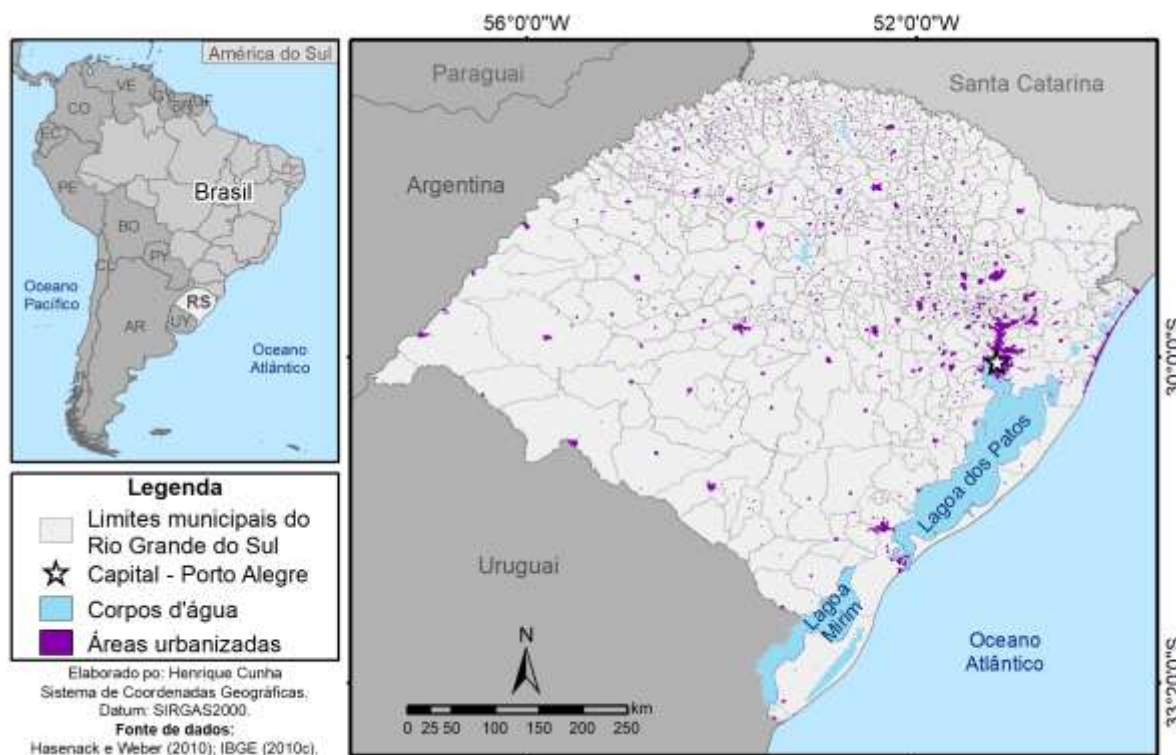 56°0'0"W
52°0'0"W
América do Sul
VE
CO
EC
PE
Brasil
BO
PY
Oceano
Pacífico
RS
AR
UY
Oceano
Atlântico
Paraguai
Santa Catarina
Argentina
30°0'0"S
Lagoa dos Patos
Uruguai
Lagoa
Mirim
Oceano
Atlântico
33°20'0"S
N
km
0 25 50 100 150 200 250
Legenda
Limites municipais do
Rio Grande do Sul
Capital - Porto Alegre
Corpos d'água
Áreas urbanizadas
Elaborado po: Henrique Cunha
Sistema de Coordenadas Geográficas.
Datum: SIRGAS2000.
Fonte de dados:
Hasenack e Weber (2010); IBGE (2010c).